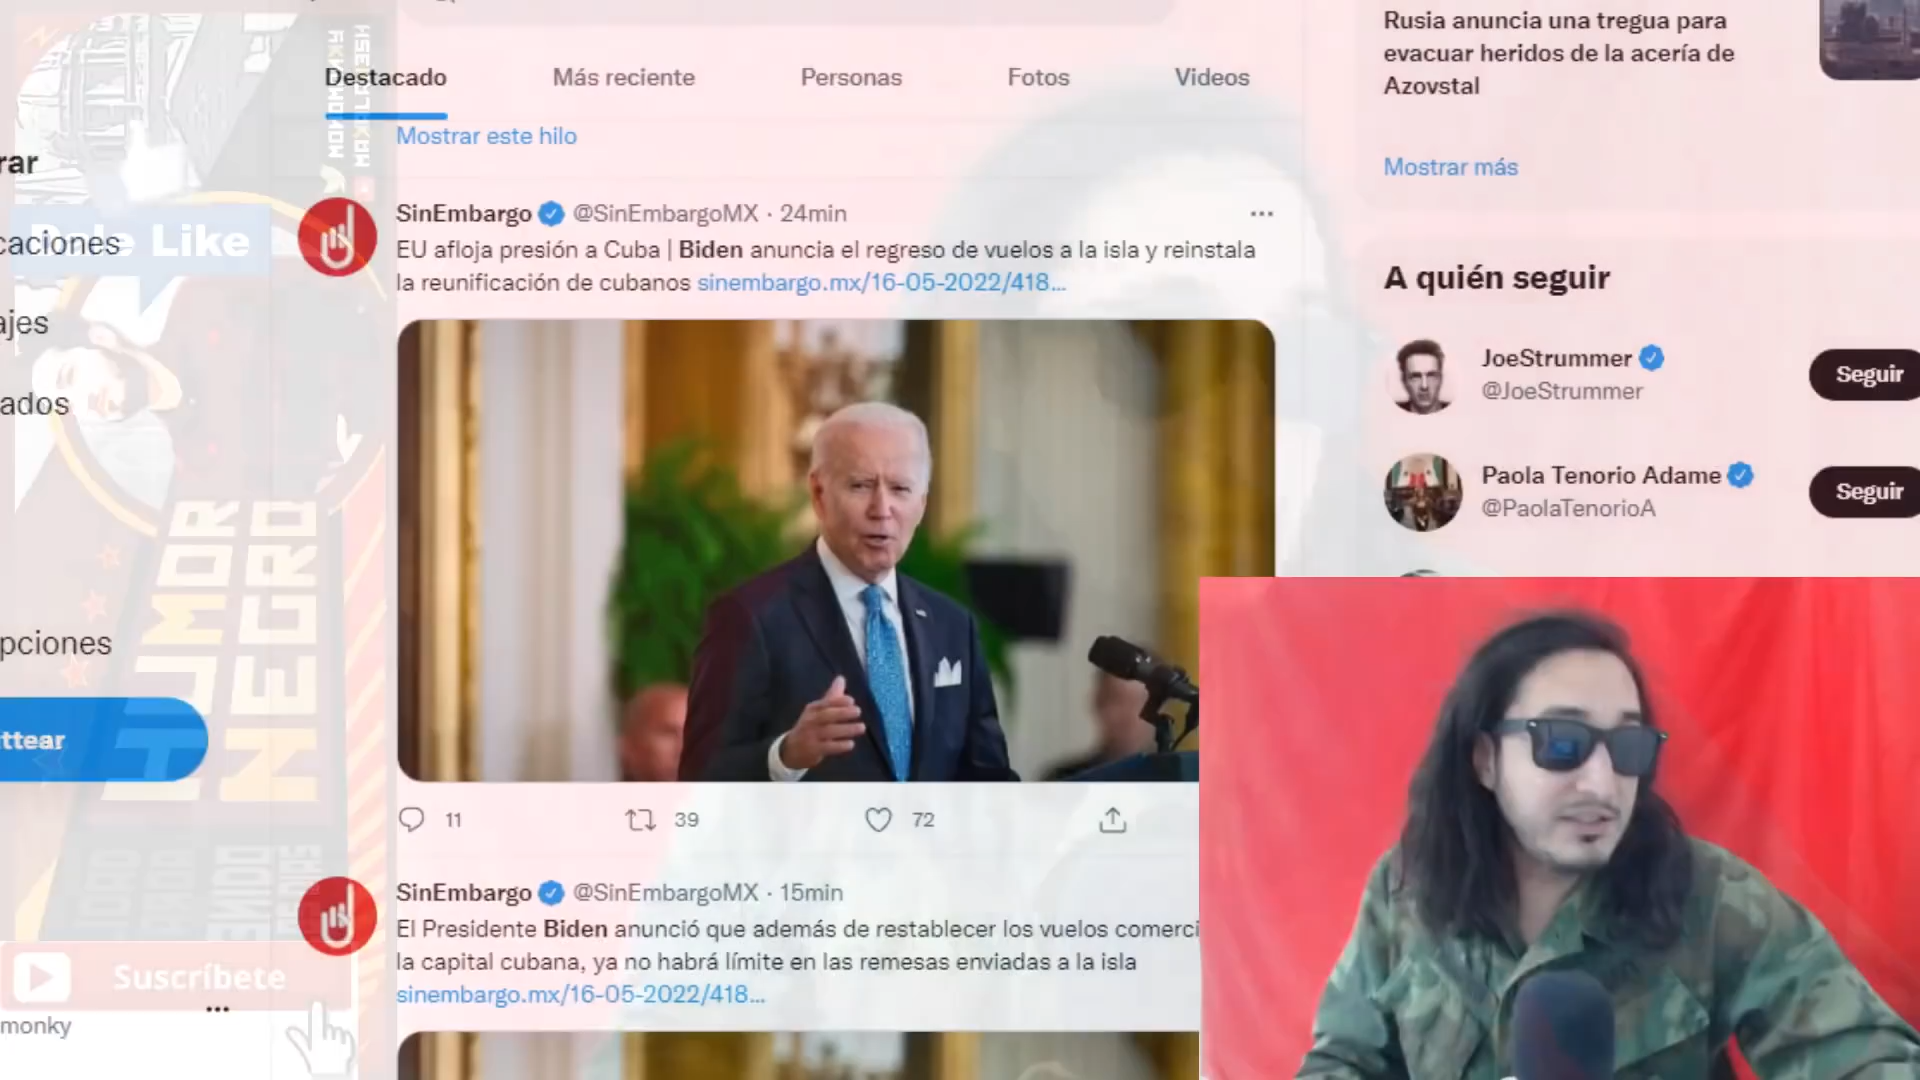 Destacado
Más reciente
Personas
Fotos
Videos
Mostrar este hilo
SinEmbargo @SinEmbargoMX · 24min
EU afloja presión a Cuba | Biden anuncia el regreso de vuelos a la isla y reinstala
la reunificación de cubanos sinembargo.mx/16-05-2022/418...
11
39
72
SinEmbargo @SinEmbargoMX · 15min
El Presidente Biden anunció que además de restablecer los vuelos comerci
la capital cubana, ya no habrá límite en las remesas enviadas a la isla
sinembargo.mx/16-05-2022/418...
Rusia anuncia una tregua para
evacuar heridos de la acería de
Azovstal
Mostrar más
A quién seguir
JoeStrummer
@JoeStrummer
Seguir
Paola Tenorio Adame
@PaolaTenorioA
Seguir
rar
caciones
Dale Like
ajes
ados
pciones
ttear
HUMOR
NEGRO
Suscríbete
monky